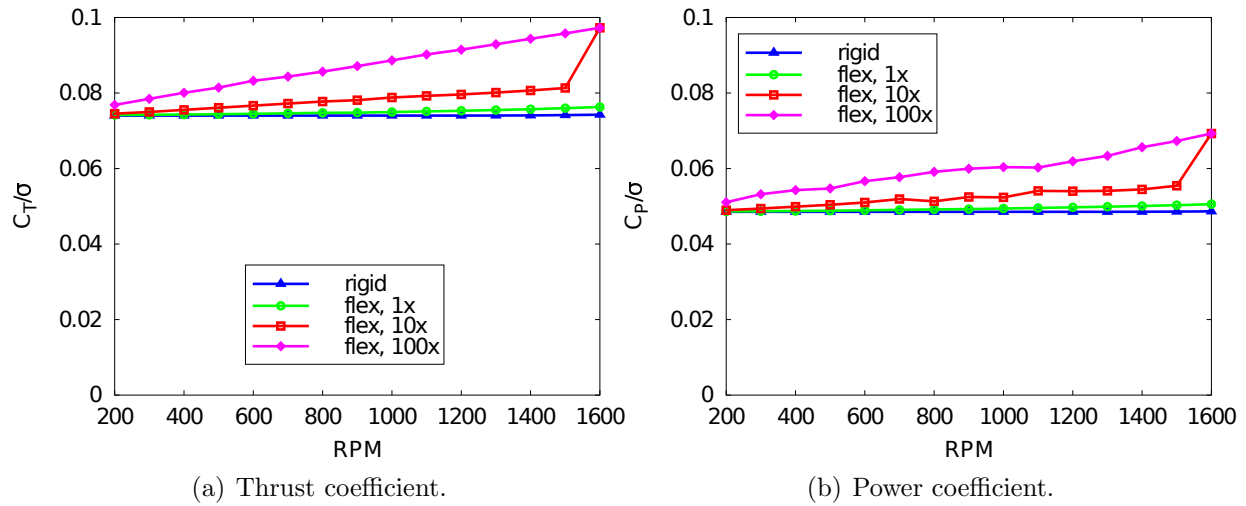 0.1
0.08
0.06
0.04
0.02
0
C_T/σ
rigid
flex, 1x
flex, 10x
flex, 100x
200 400 600 800 1000 1200 1400 1600
RPM
(a) Thrust coefficient.
0.1
0.08
0.06
0.04
0.02
0
C_P/σ
rigid
flex, 1x
flex, 10x
flex, 100x
200 400 600 800 1000 1200 1400 1600
RPM
(b) Power coefficient.